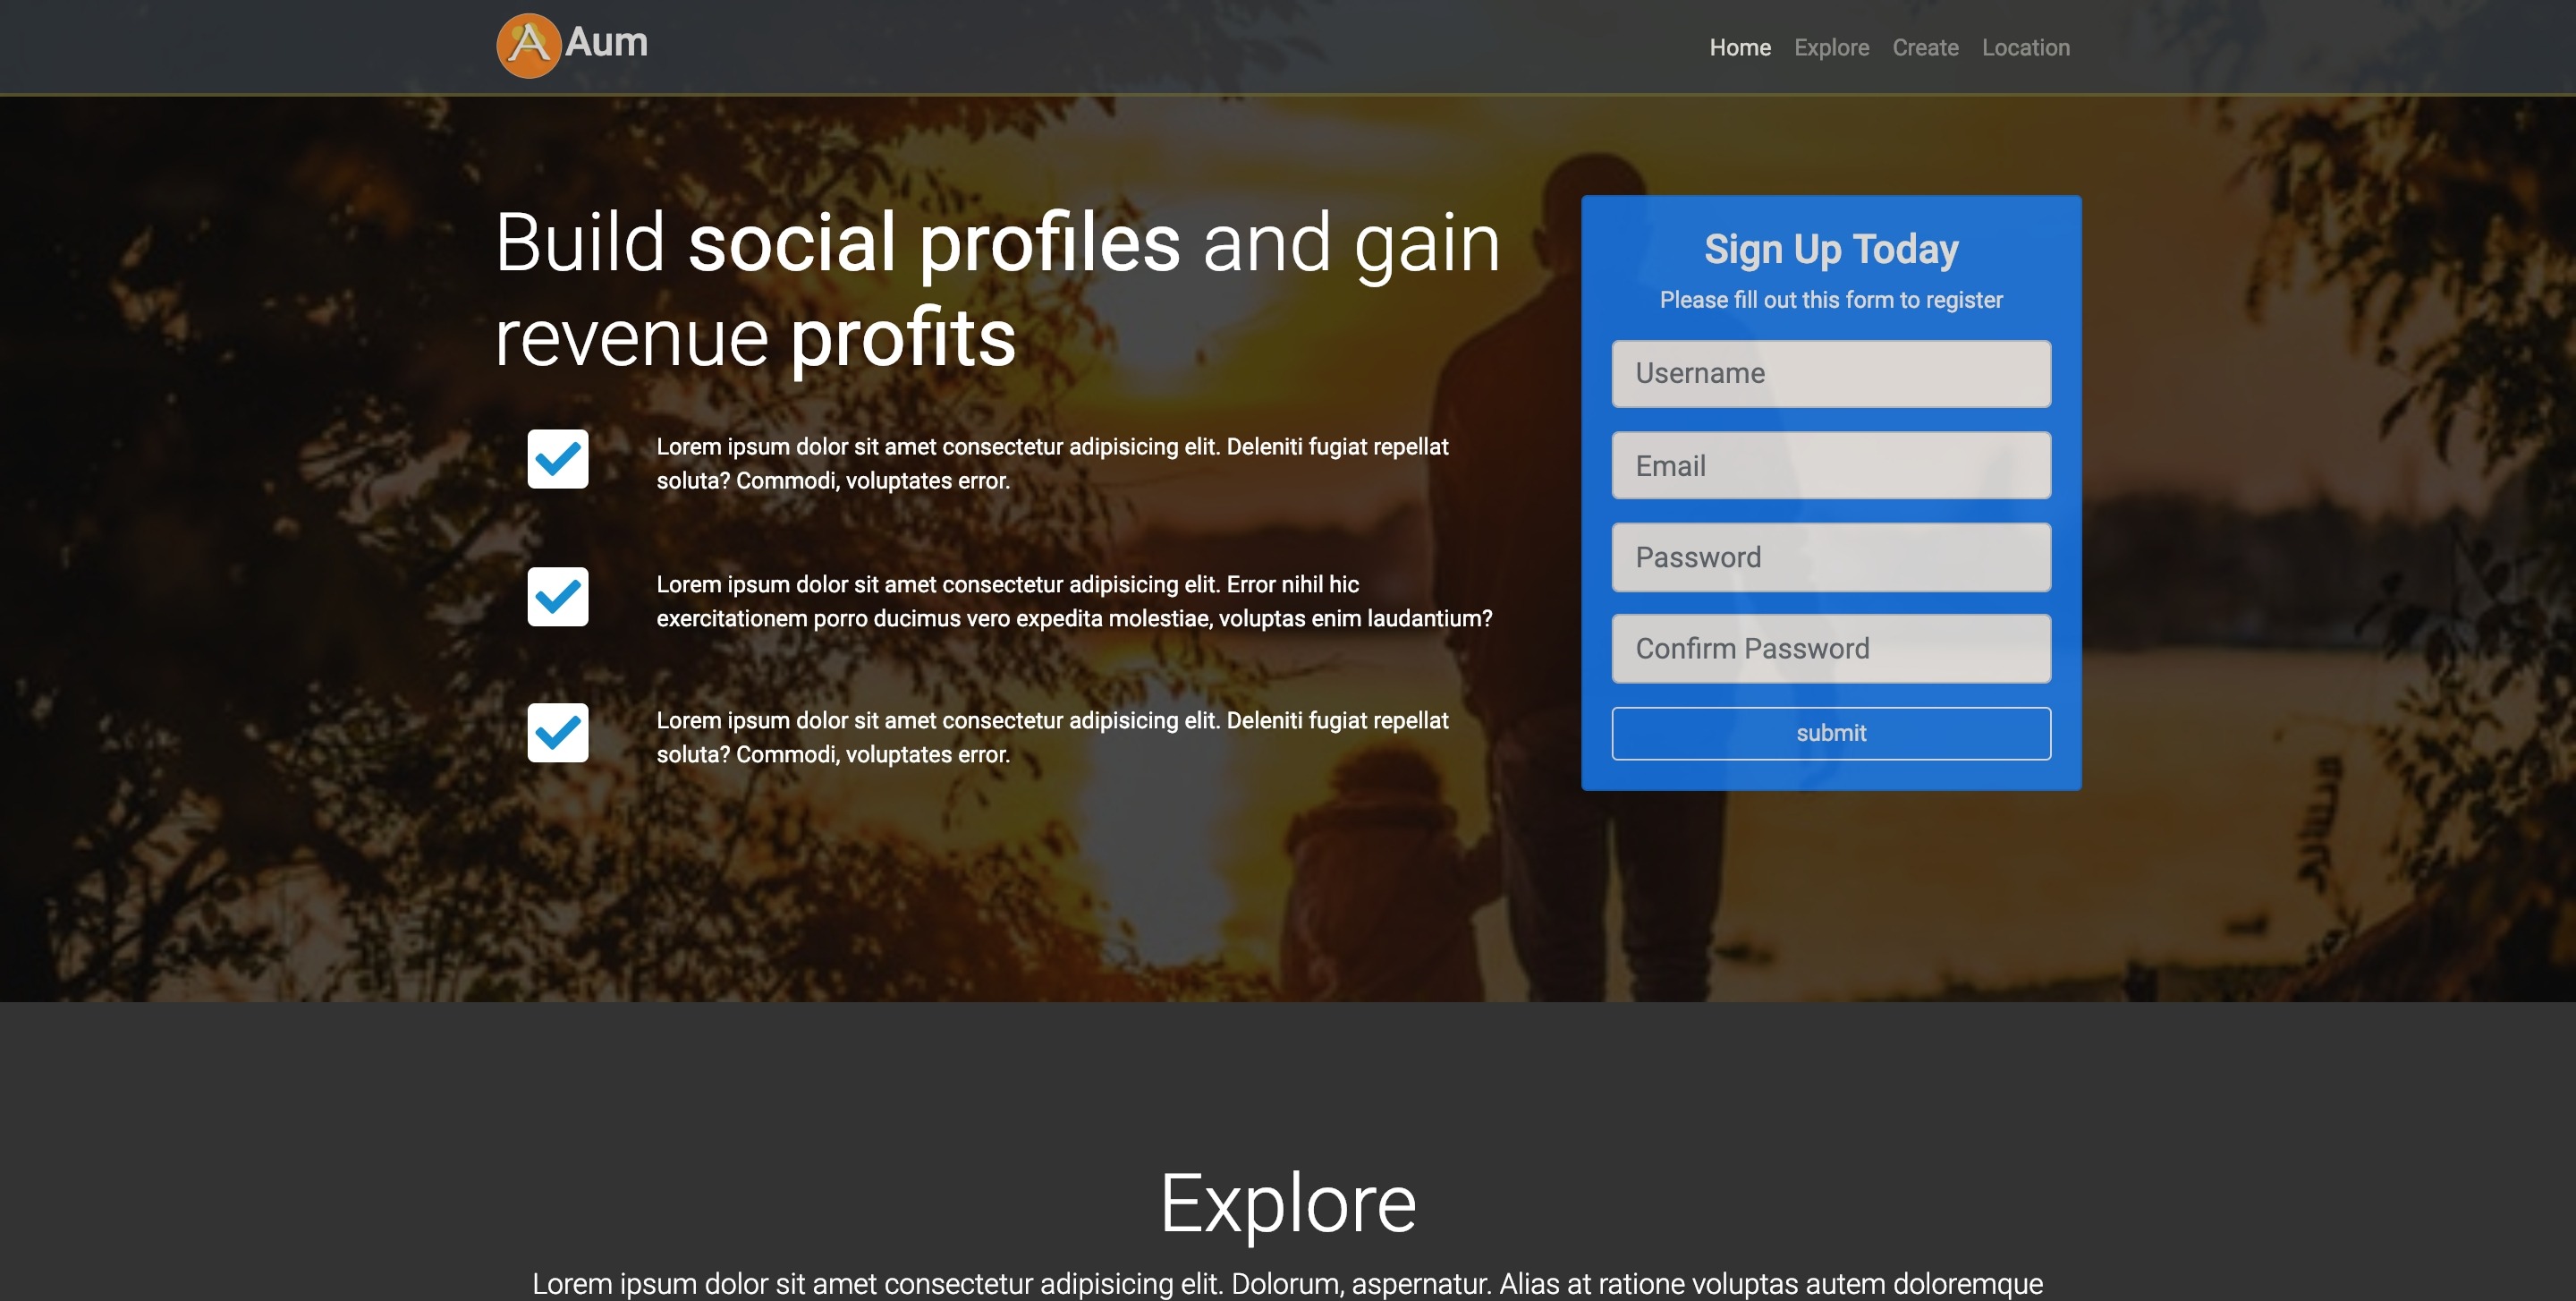 A Aum
Home Explore Create Location
Build social profiles and gain
revenue profits
Lorem ipsum dolor sit amet consectetur adipisicing elit. Deleniti fugiat repellat
soluta? Commodi, voluptates error.
Lorem ipsum dolor sit amet consectetur adipisicing elit. Error nihil hic
exercitationem porro ducimus vero expedita molestiae, voluptas enim laudantium?
Lorem ipsum dolor sit amet consectetur adipisicing elit. Deleniti fugiat repellat
soluta? Commodi, voluptates error.
Sign Up Today
Please fill out this form to register
Username
Email
Password
Confirm Password
submit
Explore
Lorem ipsum dolor sit amet consectetur adipisicing elit. Dolorum, aspernatur. Alias at ratione voluptas autem doloremque